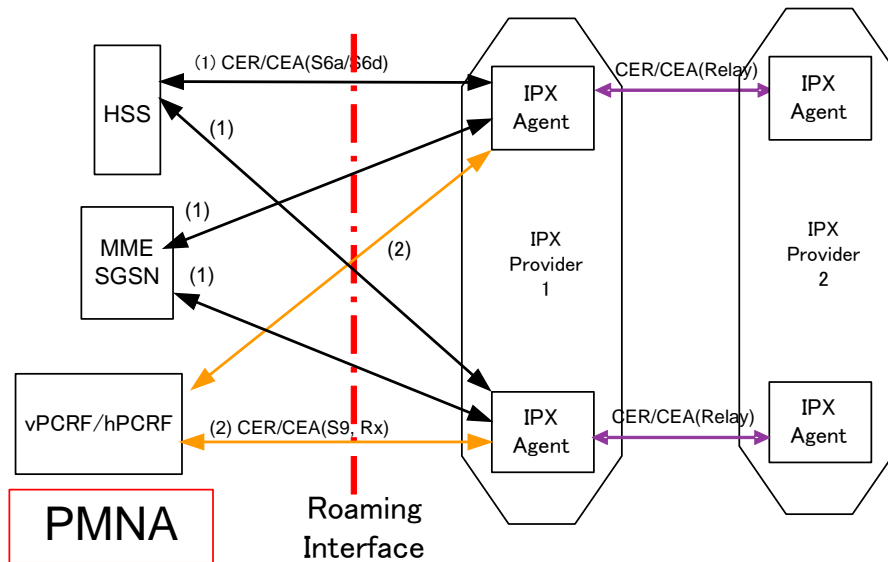 (1) CER/CEA(S6a/S6d)
HSS
(1)
IPX
Agent
CER/CEA(Relay)
IPX
Agent
MME
SGSN
(1)
(1)
(2)
IPX
Provider
1
IPX
Provider
2
vPCRF/hPCRF
(2) CER/CEA(S9, Rx)
IPX
Agent
CER/CEA(Relay)
IPX
Agent
PMNA
Roaming
Interface